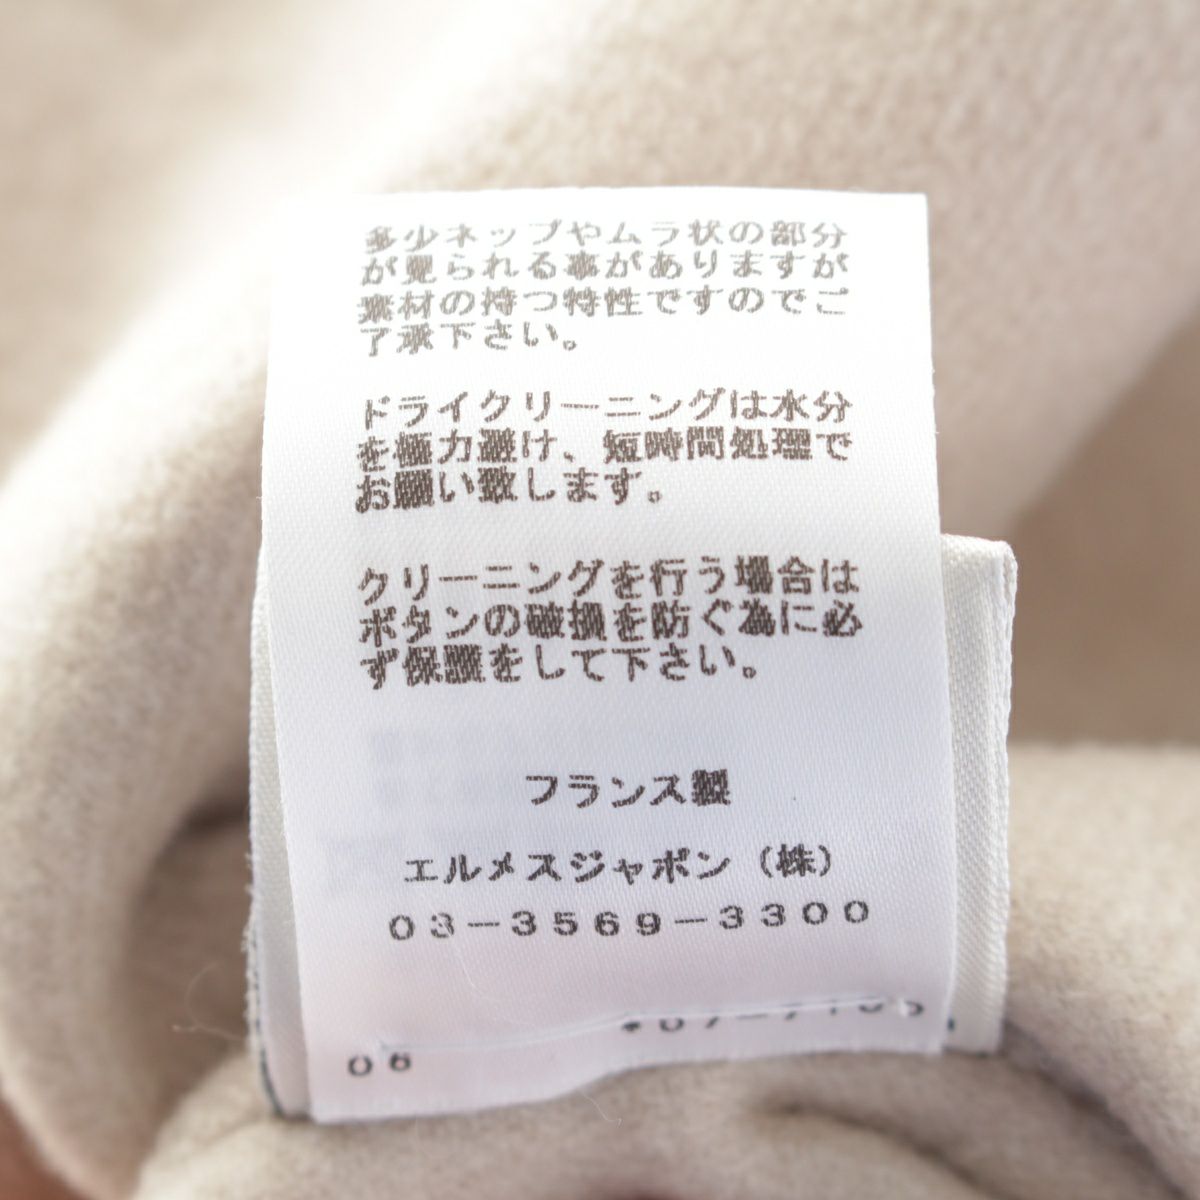 多少ネップやムラ状の部分
が見られる事がありますが
素材の持つ特性ですのでご
了承下さい。
ドライクリーニングは水分
を極力避け、短時間処理で
お願い致します。
クリーニングを行う場合は
ボタンの破損を防ぐ為に必
ず保護をして下さい。
フランス製
エルメスジャポン（株）
03-3569-3300
06